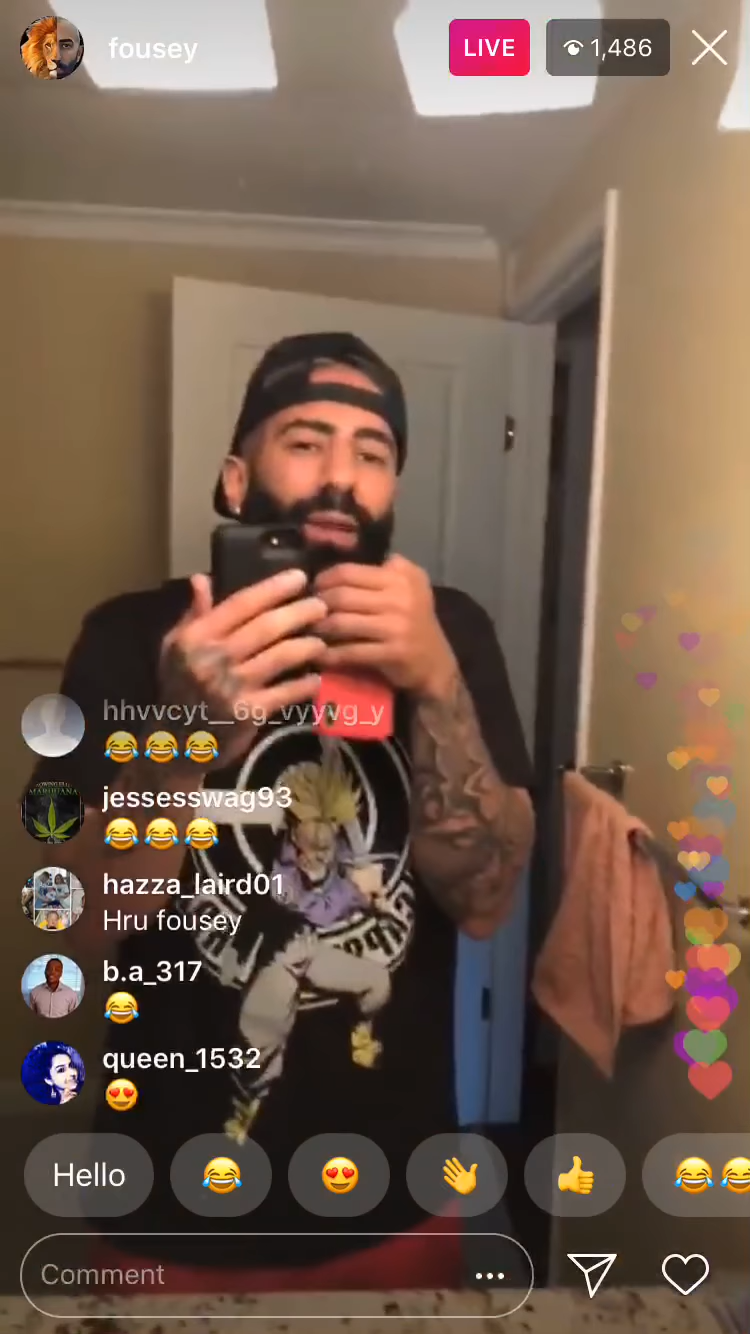 fousey
LIVE
1,486
hhvvcyt__6g_vyyvg_y
😂😂😂
jessesswag93
😂😂😂
hazza_laird01
Hru fousey
b.a_317
😂
queen_1532
😍
Hello 😂 😍 👋 👍 😂😂
Comment